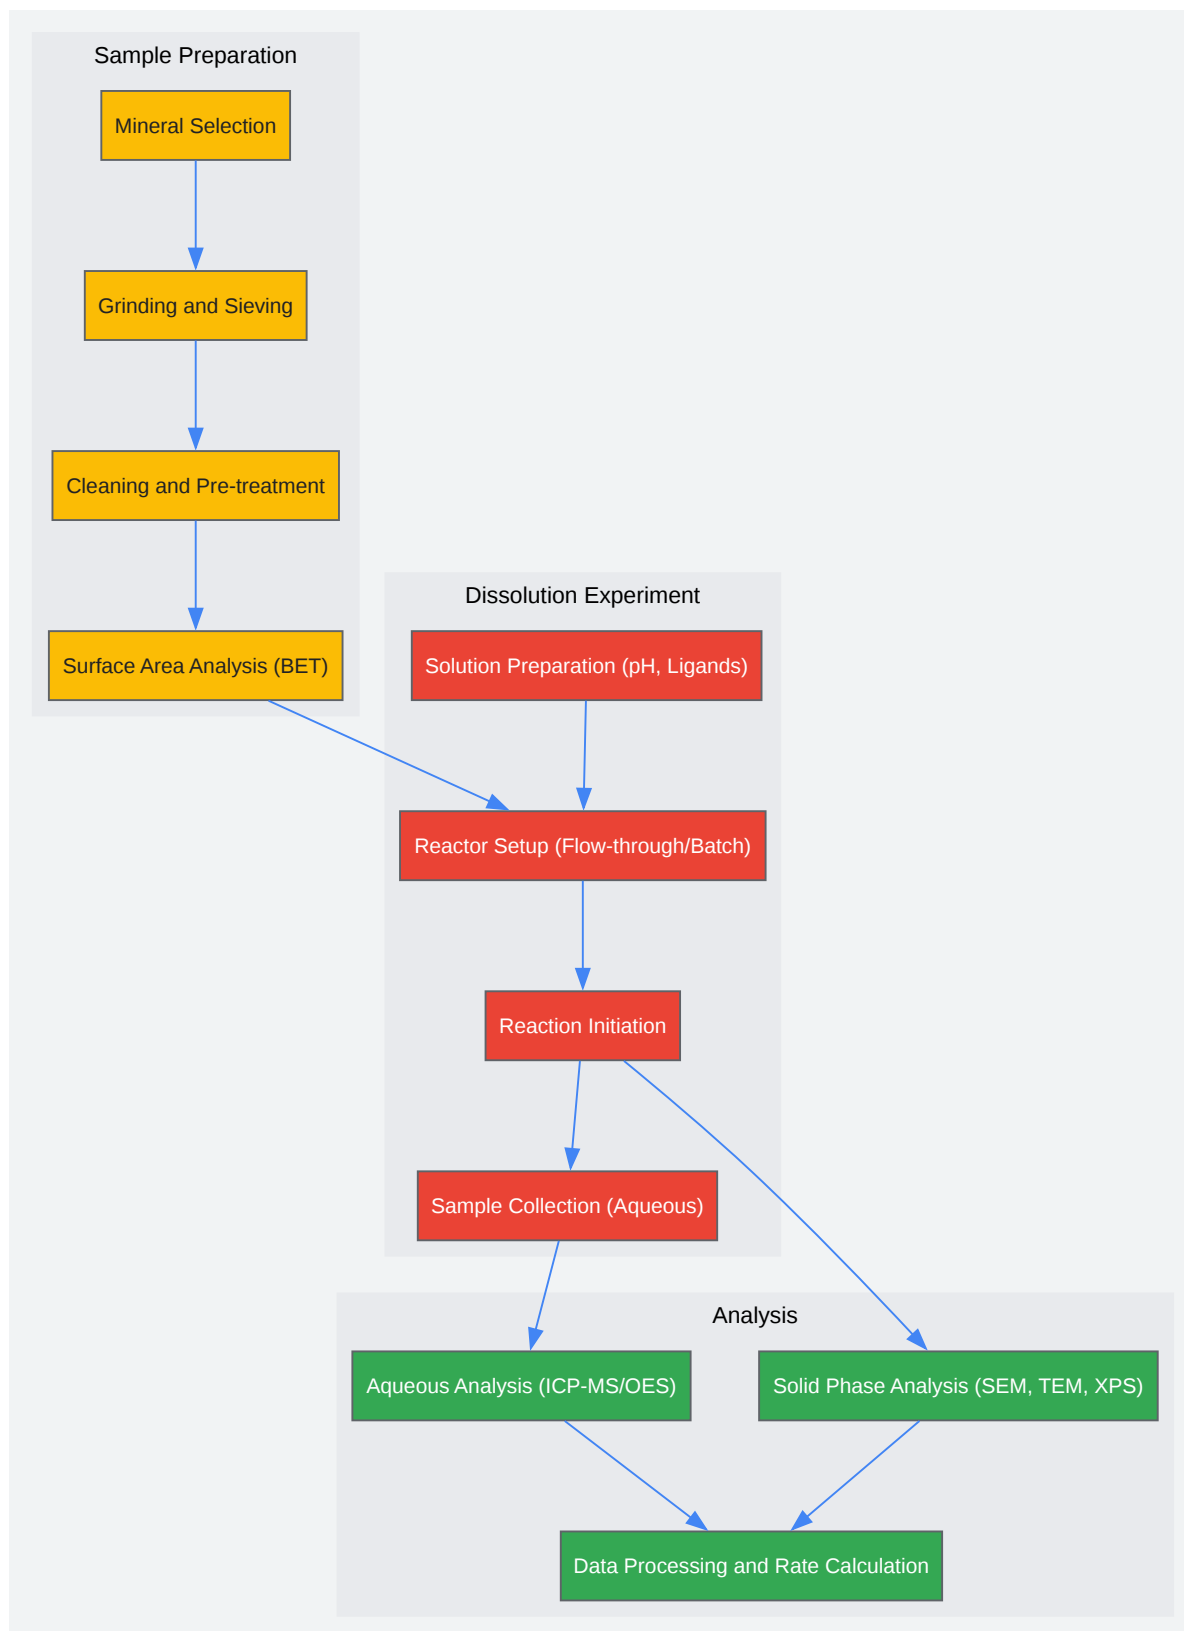 Sample Preparation
Mineral Selection
Grinding and Sieving
Cleaning and Pre-treatment
Surface Area Analysis (BET)
Dissolution Experiment
Solution Preparation (pH, Ligands)
Reactor Setup (Flow-through/Batch)
Reaction Initiation
Sample Collection (Aqueous)
Analysis
Aqueous Analysis (ICP-MS/OES)
Solid Phase Analysis (SEM, TEM, XPS)
Data Processing and Rate Calculation